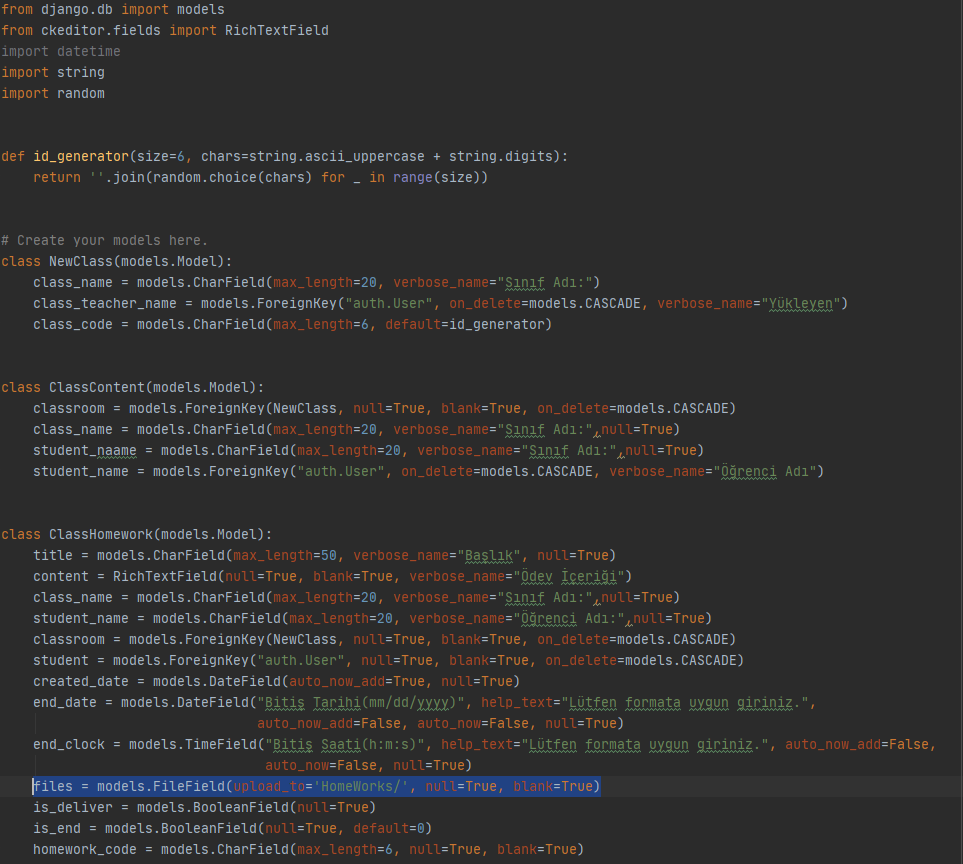 from django.db import models
from ckeditor.fields import RichTextField
import datetime
import string
import random
def id_generator(size=6, chars=string.ascii_uppercase + string.digits):
    return ''.join(random.choice(chars) for _ in range(size))
# Create your models here.
class NewClass(models.Model):
    class_name = models.CharField(max_length=20, verbose_name="Sınıf Adı:")
    class_teacher_name = models.ForeignKey("auth.User", on_delete=models.CASCADE, verbose_name="Yükleyen")
    class_code = models.CharField(max_length=6, default=id_generator)
class ClassContent(models.Model):
    classroom = models.ForeignKey(NewClass, null=True, blank=True, on_delete=models.CASCADE)
    class_name = models.CharField(max_length=20, verbose_name="Sınıf Adı:",null=True)
    student_naame = models.CharField(max_length=20, verbose_name="Sınıf Adı:",null=True)
    student_name = models.ForeignKey("auth.User", on_delete=models.CASCADE, verbose_name="Öğrenci Adı")
class ClassHomework(models.Model):
    title = models.CharField(max_length=50, verbose_name="Başlık", null=True)
    content = RichTextField(null=True, blank=True, verbose_name="Ödev İçeriği")
    class_name = models.CharField(max_length=20, verbose_name="Sınıf Adı:",null=True)
    student_name = models.CharField(max_length=20, verbose_name="Öğrenci Adı:",null=True)
    classroom = models.ForeignKey(NewClass, null=True, blank=True, on_delete=models.CASCADE)
    student = models.ForeignKey("auth.User", null=True, blank=True, on_delete=models.CASCADE)
    created_date = models.DateField(auto_now_add=True, null=True)
    end_date = models.DateField("Bitiş Tarihi(mm/dd/yyyy)", help_text="Lütfen formata uygun giriniz.",
                                auto_now_add=False, auto_now=False, null=True)
    end_clock = models.TimeField("Bitiş Saati(h:m:s)", help_text="Lütfen formata uygun giriniz.", auto_now_add=False,
                                 auto_now=False, null=True)
    files = models.FileField(upload_to='HomeWorks/', null=True, blank=True)
    is_deliver = models.BooleanField(null=True)
    is_end = models.BooleanField(null=True, default=0)
    homework_code = models.CharField(max_length=6, null=True, blank=True)